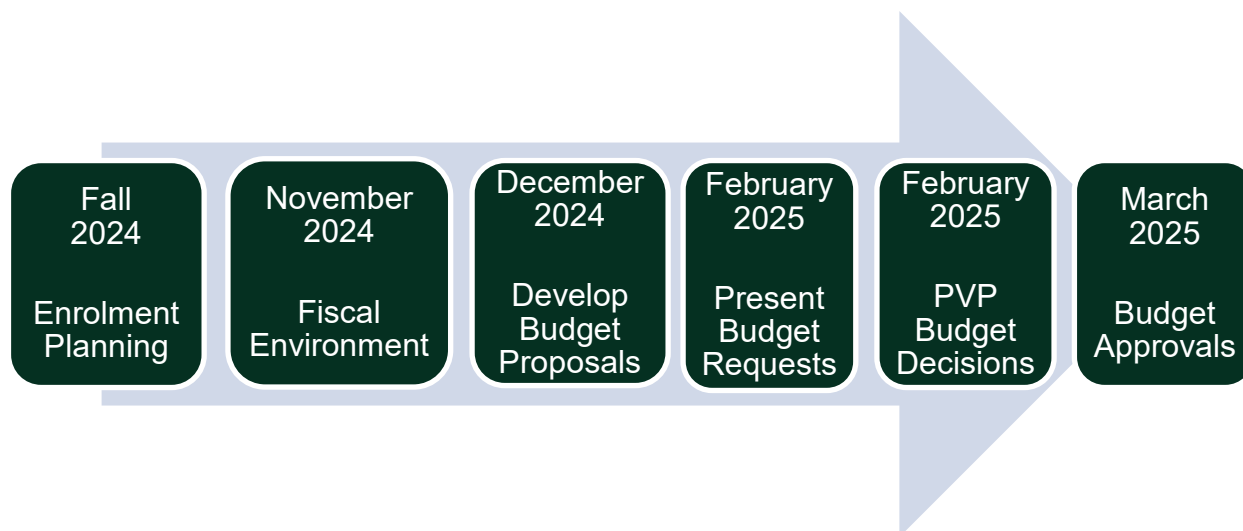 Fall
2024
Enrolment
Planning
November
2024
Fiscal
Environment
December
2024
Develop
Budget
Proposals
February
2025
Present
Budget
Requests
February
2025
PVP
Budget
Decisions
March
2025
Budget
Approvals